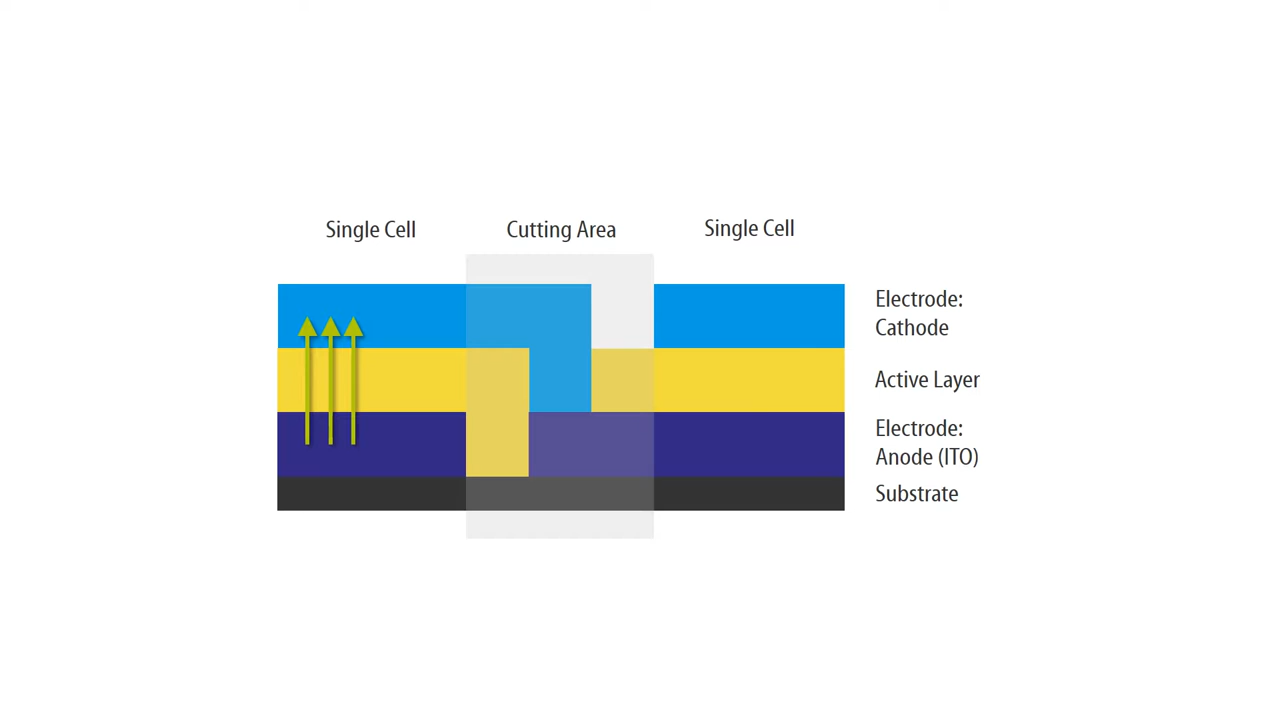 Single Cell
Cutting Area
Single Cell
Electrode:
Cathode
Active Layer
Electrode:
Anode (ITO)
Substrate